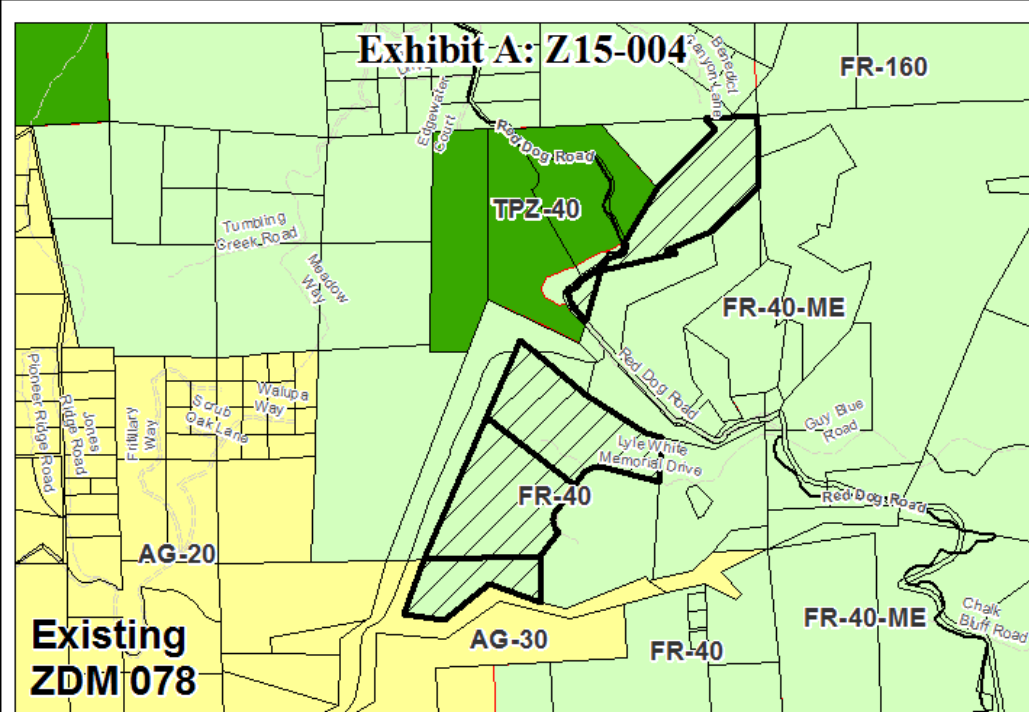 Exhibit A: Z15-004
FR-160
Benedict
Canyon Lane
Edgewater
Court
Red Dog Road
TPZ-40
Tumbling
Creek Road
Meadow
Way
FR-40-ME
Red Dog Road
Pioneer Ridge Road
Jones
Ridge Road
Fritillary
Way
Scrub
Oak Lane
Walupa
Way
Guy Blue
Road
Lyle White
Memorial Drive
FR-40
Red Dog Road
AG-20
Existing
ZDM 078
AG-30
FR-40
FR-40-ME
Chalk
Bluff Road